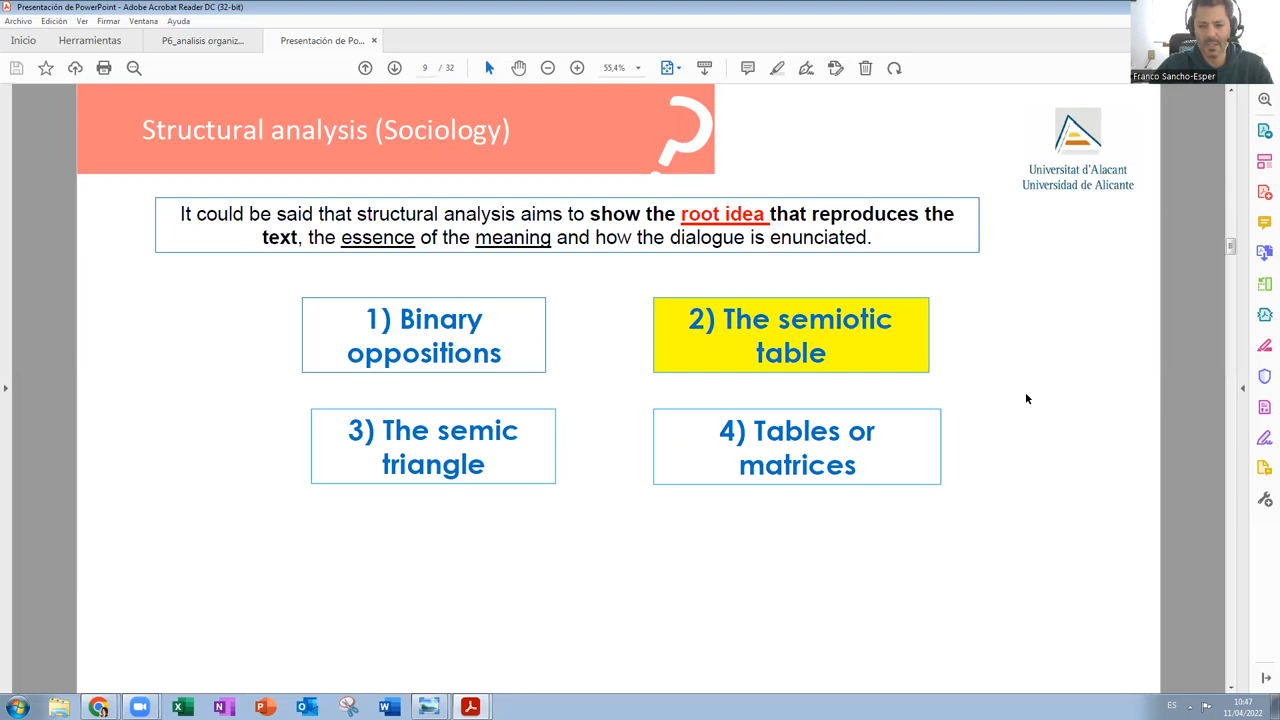 Presentación de PowerPoint - Adobe Acrobat Reader DC (32-bit)
Archivo Edición Ver Firmar Ventana Ayuda
Inicio Herramientas P6_analisis organiz... Presentación de Po... ×
9 / 32 55,4%
Franco Sancho-Esper
Structural analysis (Sociology)
?
Universitat d'Alacant
Universidad de Alicante
It could be said that structural analysis aims to show the root idea that reproduces the
text, the essence of the meaning and how the dialogue is enunciated.
1) Binary
oppositions
2) The semiotic
table
3) The semic
triangle
4) Tables or
matrices
ES
10:47
11/04/2022